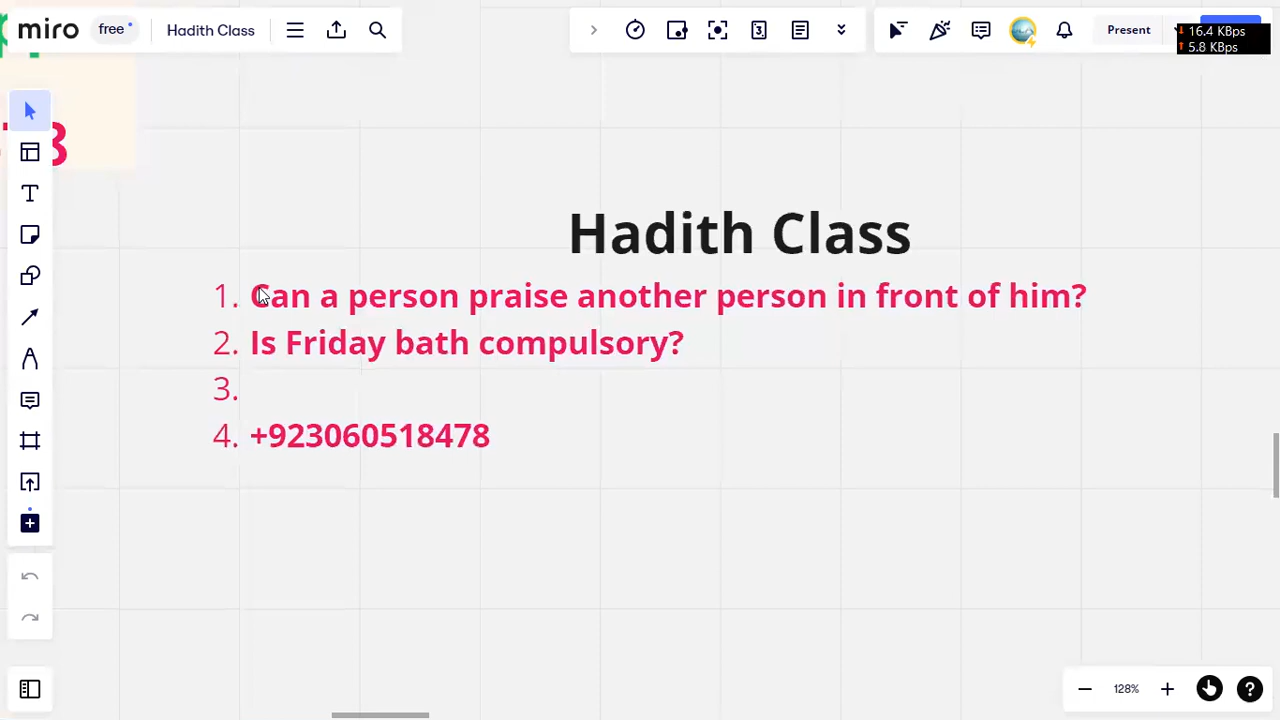 miro free Hadith Class
Present
16.4 KBps
5.8 KBps
Hadith Class
1. Can a person praise another person in front of him?
2. Is Friday bath compulsory?
3.
4. +923060518478
128%